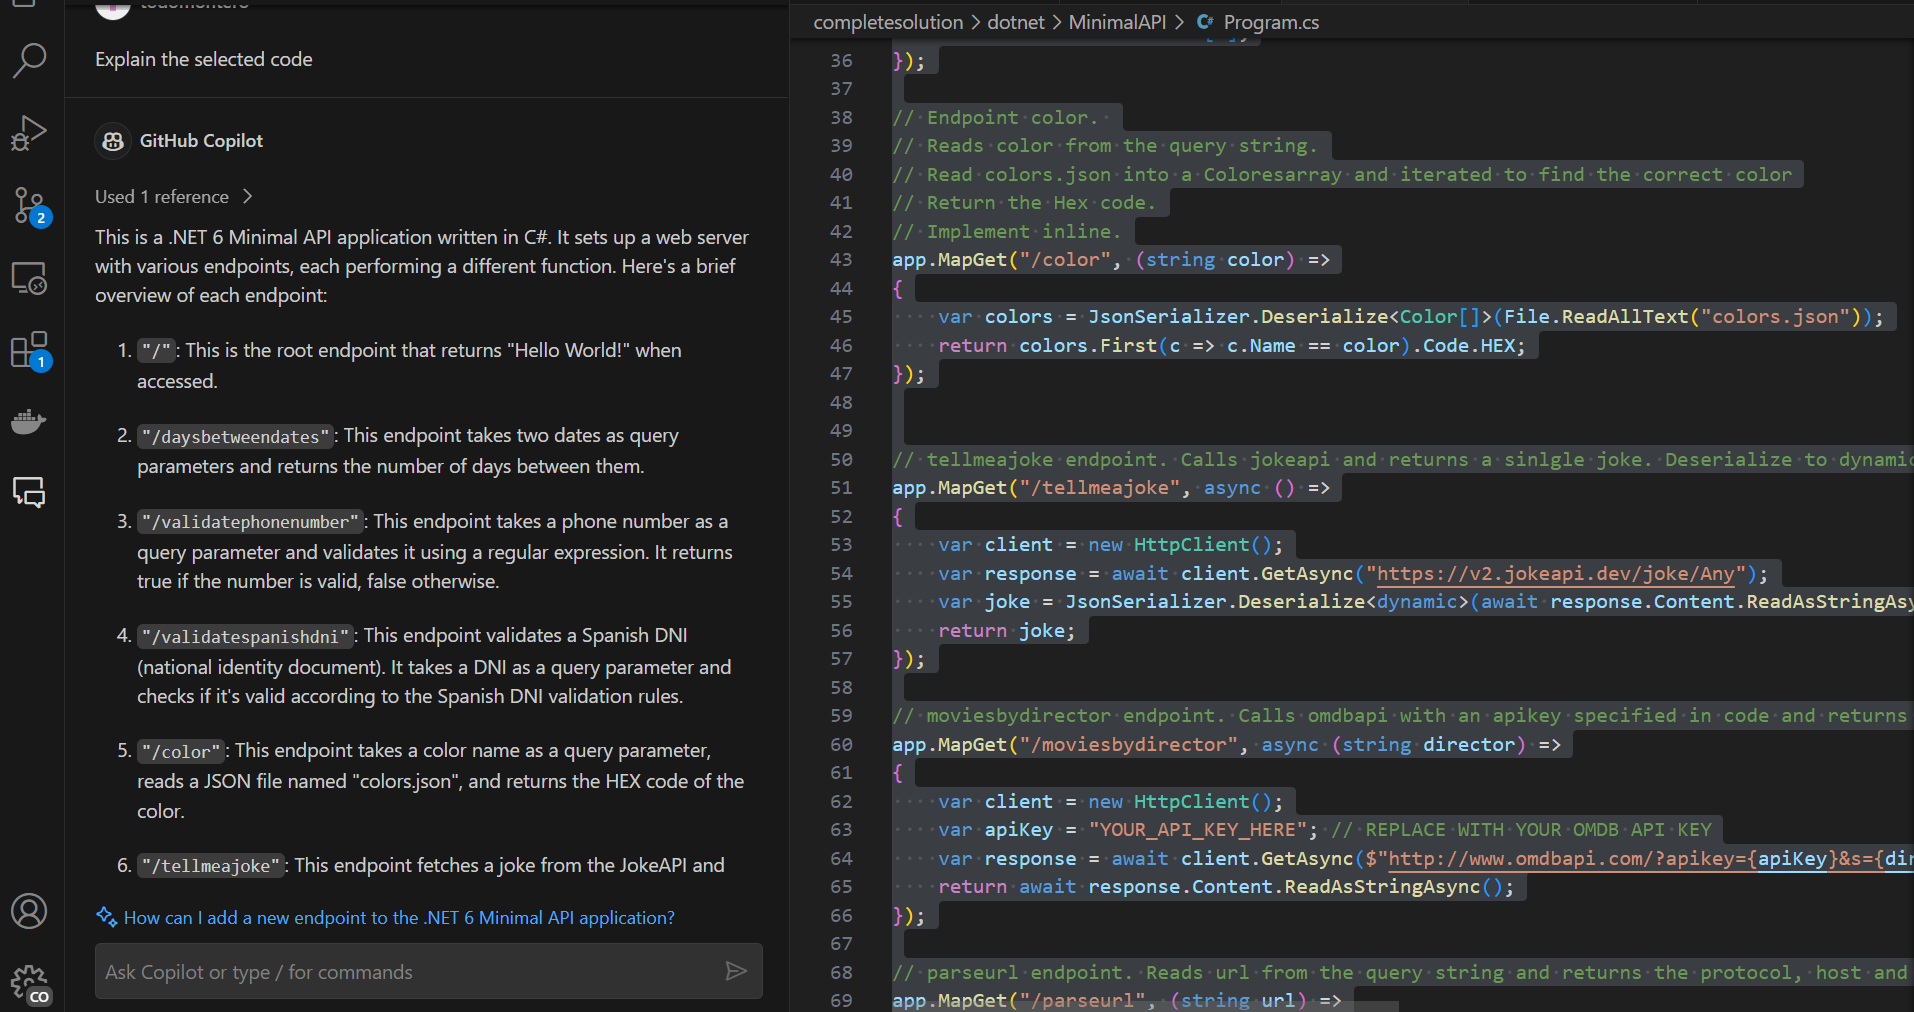 Explain the selected code
GitHub Copilot
Used 1 reference
This is a .NET 6 Minimal API application written in C#. It sets up a web server
with various endpoints, each performing a different function. Here's a brief
overview of each endpoint:
1. "/": This is the root endpoint that returns "Hello World!" when
accessed.
2. "/daysbetweendates": This endpoint takes two dates as query
parameters and returns the number of days between them.
3. "/validatephonenumber": This endpoint takes a phone number as a
query parameter and validates it using a regular expression. It returns
true if the number is valid, false otherwise.
4. "/validatespanishdni": This endpoint validates a Spanish DNI
(national identity document). It takes a DNI as a query parameter and
checks if it's valid according to the Spanish DNI validation rules.
5. "/color": This endpoint takes a color name as a query parameter,
reads a JSON file named "colors.json", and returns the HEX code of the
color.
6. "/tellmeajoke": This endpoint fetches a joke from the JokeAPI and
How can I add a new endpoint to the .NET 6 Minimal API application?
Ask Copilot or type / for commands
2
1
CO
completesolution > dotnet > MinimalAPI > C# Program.cs
36 });
37
38 // Endpoint color.
39 // Reads color from the query string.
40 // Read colors.json into a Coloresarray and iterated to find the correct color
41 // Return the Hex code.
42 // Implement inline.
43 app.MapGet("/color", (string color) =>
44 {
45 var colors = JsonSerializer.Deserialize<Color[]>(File.ReadAllText("colors.json"));
46 return colors.First(c => c.Name == color).Code.HEX;
47 });
48
49
50 // tellmeajoke endpoint. Calls jokeapi and returns a sinlgle joke. Deserialize to dynamic
51 app.MapGet("/tellmeajoke", async () =>
52 {
53 var client = new HttpClient();
54 var response = await client.GetAsync("https://v2.jokeapi.dev/joke/Any");
55 var joke = JsonSerializer.Deserialize<dynamic>(await response.Content.ReadAsStringAsy
56 return joke;
57 });
58
59 // moviesbydirector endpoint. Calls omdbapi with an apikey specified in code and returns
60 app.MapGet("/moviesbydirector", async (string director) =>
61 {
62 var client = new HttpClient();
63 var apiKey = "YOUR_API_KEY_HERE"; // REPLACE WITH YOUR OMDB API KEY
64 var response = await client.GetAsync($"http://www.omdbapi.com/?apikey={apiKey}&s={dir
65 return await response.Content.ReadAsStringAsync();
66 });
67
68 // parseurl endpoint. Reads url from the query string and returns the protocol, host and
69 app.MapGet("/parseurl", (string url) =>